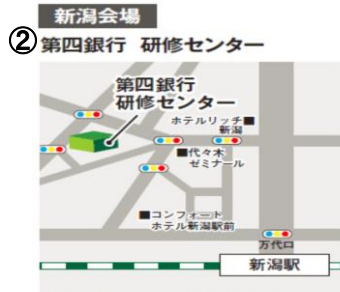 新潟会場
② 第四銀行 研修センター
第四銀行
研修センター
ホテルリッチ■
新潟
■代々木
ゼミナール
■コンフォート
ホテル新潟駅前
万代口
新潟駅